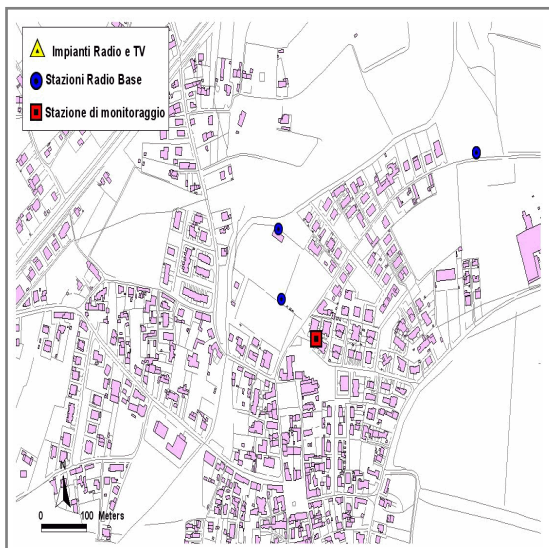 Impianti Radio e TV
Stazioni Radio Base
Stazione di monitoraggio
0 100 Meters